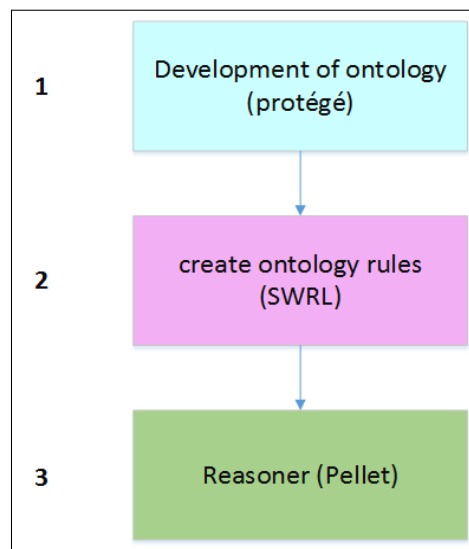 1
Development of ontology
(protégé)
2
create ontology rules
(SWRL)
3
Reasoner (Pellet)